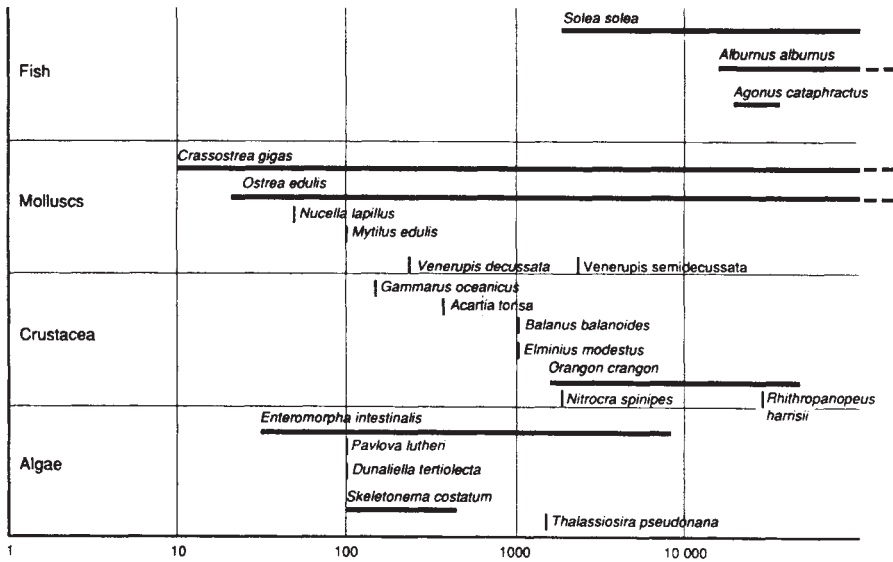 Solea solea
Alburnus alburnus
Fish
Agonus cataphractus
Crassostrea gigas
Ostrea edulis
Molluscs
Nucella lapillus
Mytilus edulis
Venerupis decussata Venerupis semidecussata
Gammarus oceanicus
Acartia tonsa
Balanus balanoides
Crustacea
Elminius modestus
Orangon crangon
Nitrocra spinipes Rhithropanopeus
harrisii
Enteromorpha intestinalis
Pavlova lutheri
Algae
Dunaliella tertiolecta
Skeletonema costatum
Thalassiosira pseudonana
1 10 100 1000 10 000